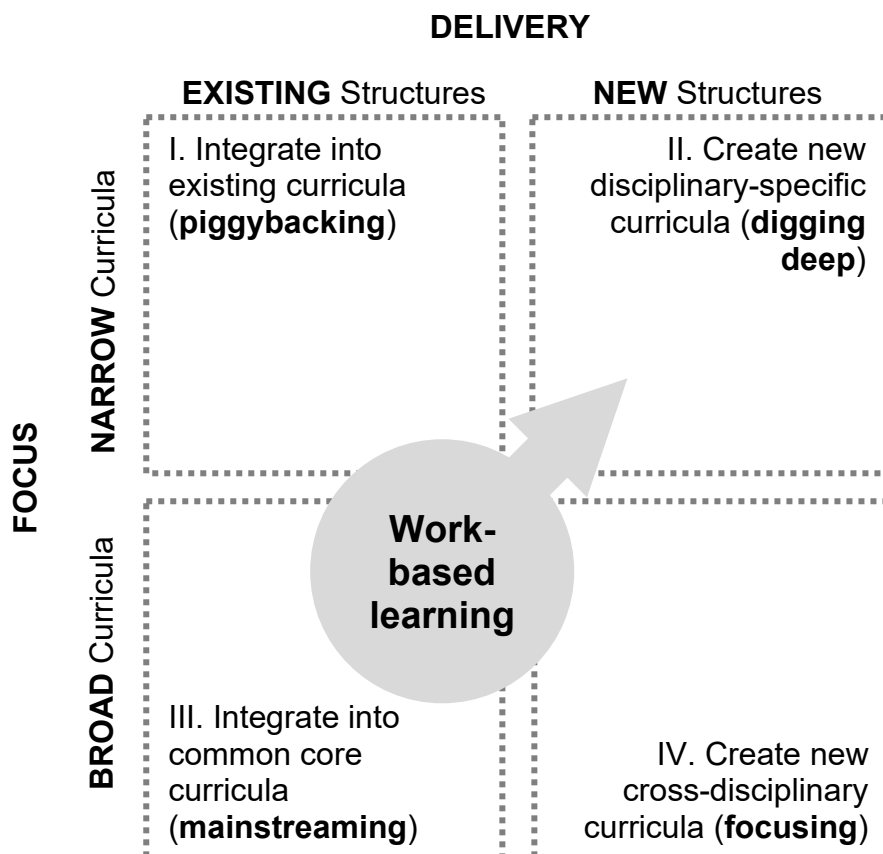 DELIVERY
EXISTING Structures
NEW Structures
FOCUS
NARROW Curricula
I. Integrate into
existing curricula
(piggybacking)
II. Create new
disciplinary-specific
curricula (digging
deep)
Work-
based
learning
BROAD Curricula
III. Integrate into
common core
curricula
(mainstreaming)
IV. Create new
cross-disciplinary
curricula (focusing)